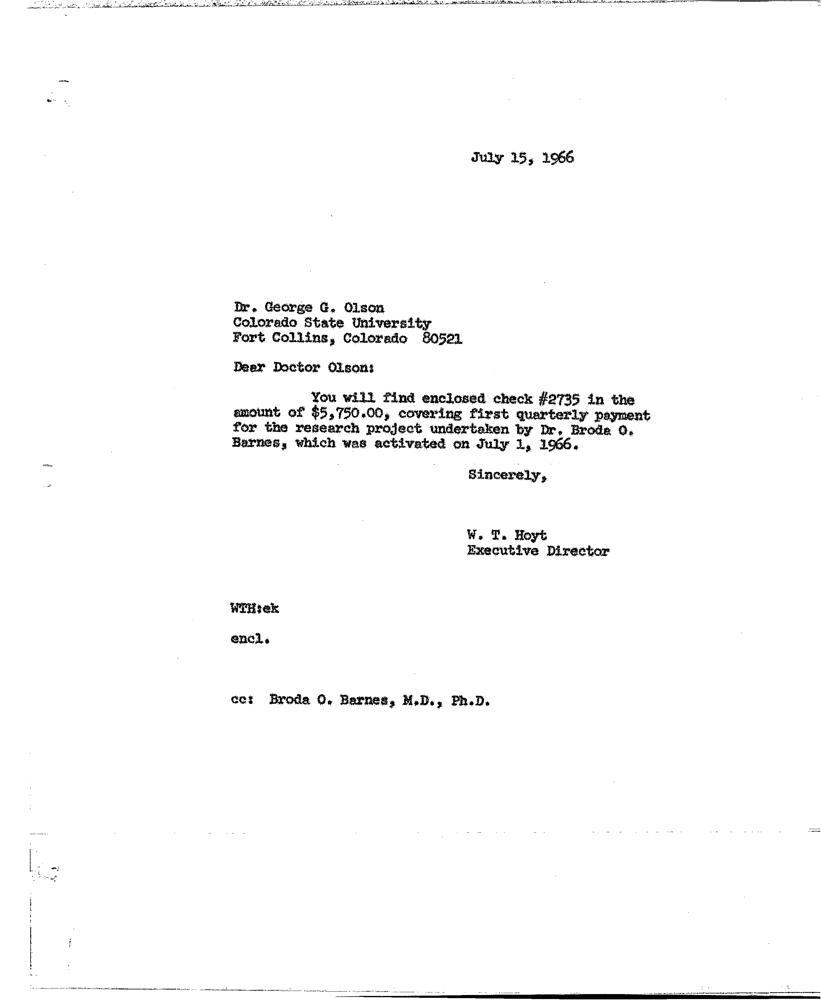 July 15, 1966
Dr. George G. Olson
Colorado State University
Fort Collins, Colorado 80521
Dear Doctor Olson:
You will find enclosed check #2735 in the
amount of $5,750.00, covering first quarterly payment
for the research project undertaken by Dr. Broda O.
Barnes, which was activated on July 1, 1966.
Sincerely,
W. T. Hoyt
Executive Director
WTH:ek
encl.
cc: Broda O. Barnes, M.D., Ph.D.